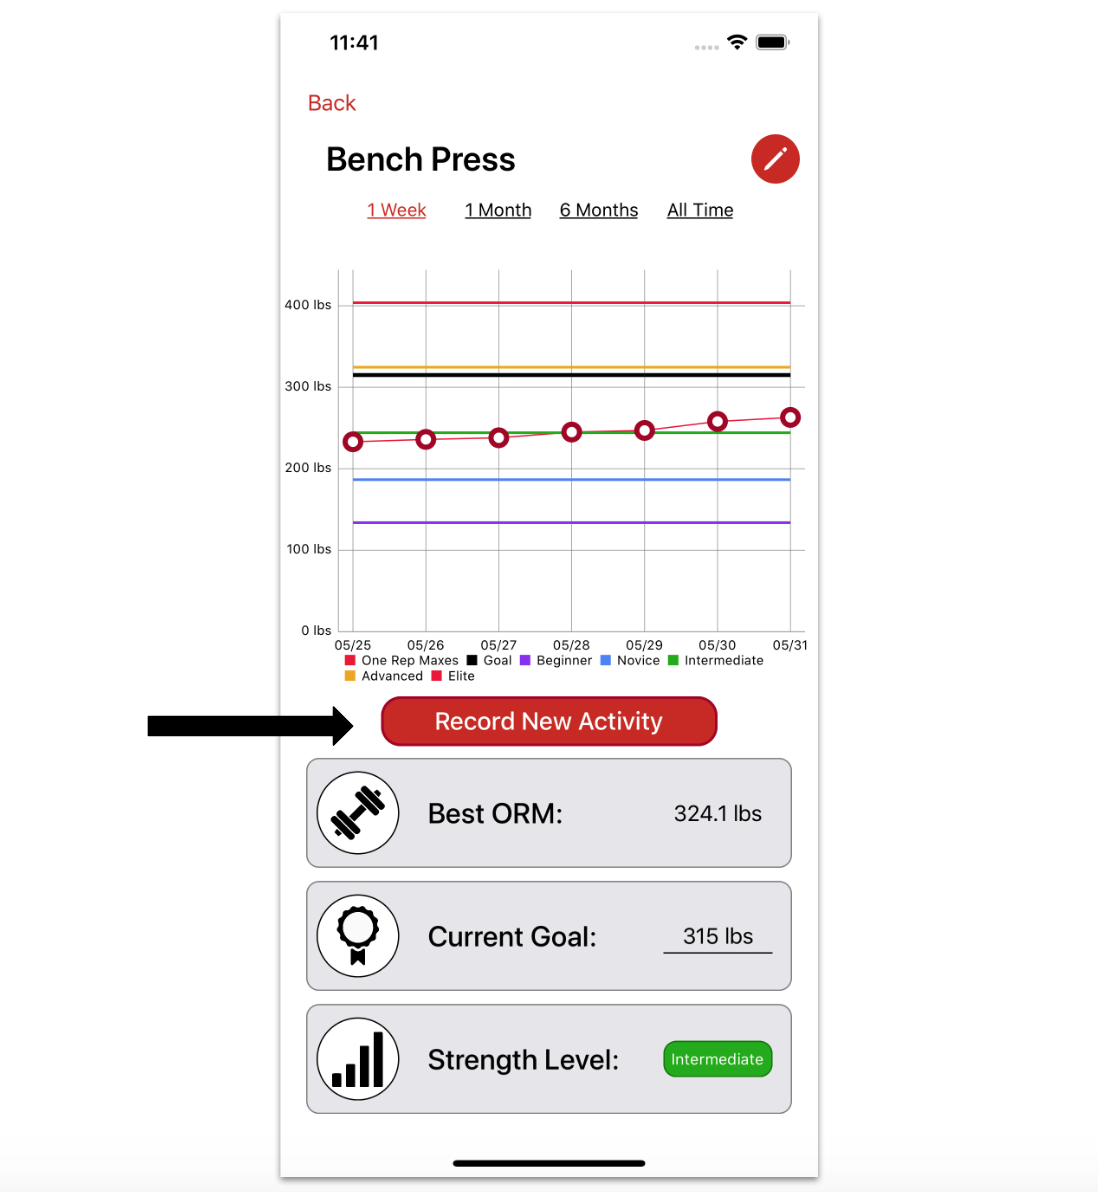 11:41
Back
Bench Press
1 Week 1 Month 6 Months All Time
400 lbs
300 lbs
200 lbs
100 lbs
0 lbs
05/25 05/26 05/27 05/28 05/29 05/30 05/31
One Rep Maxes Goal Beginner Novice Intermediate
Advanced Elite
Record New Activity
Best ORM: 324.1 lbs
Current Goal: 315 lbs
Strength Level: Intermediate